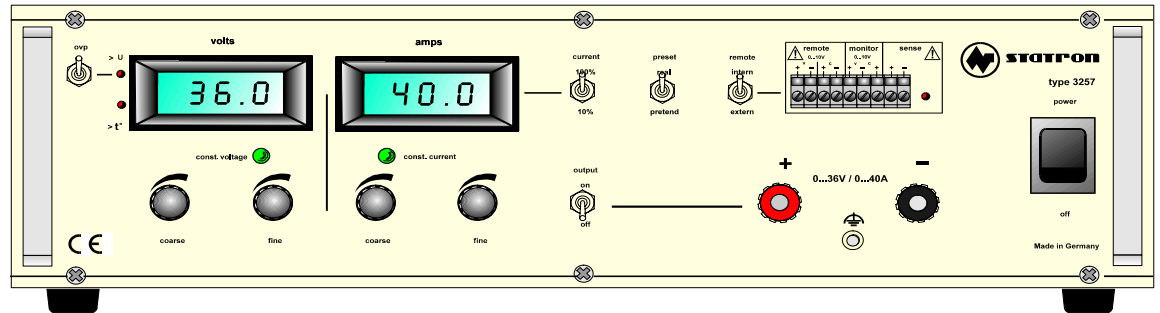 volts
amps
ovp
> U
> t°
36.0
40.0
current
100%
10%
preset
real
pretend
remote
intern
extern
remote
0...10V
v c
+ − + −
monitor
0...10V
v c
+ − + −
sense
+ −
statron
type 3257
power
off
const. voltage
const. current
coarse
fine
coarse
fine
output
on
off
+
−
0...36V / 0...40A
CE
Made in Germany